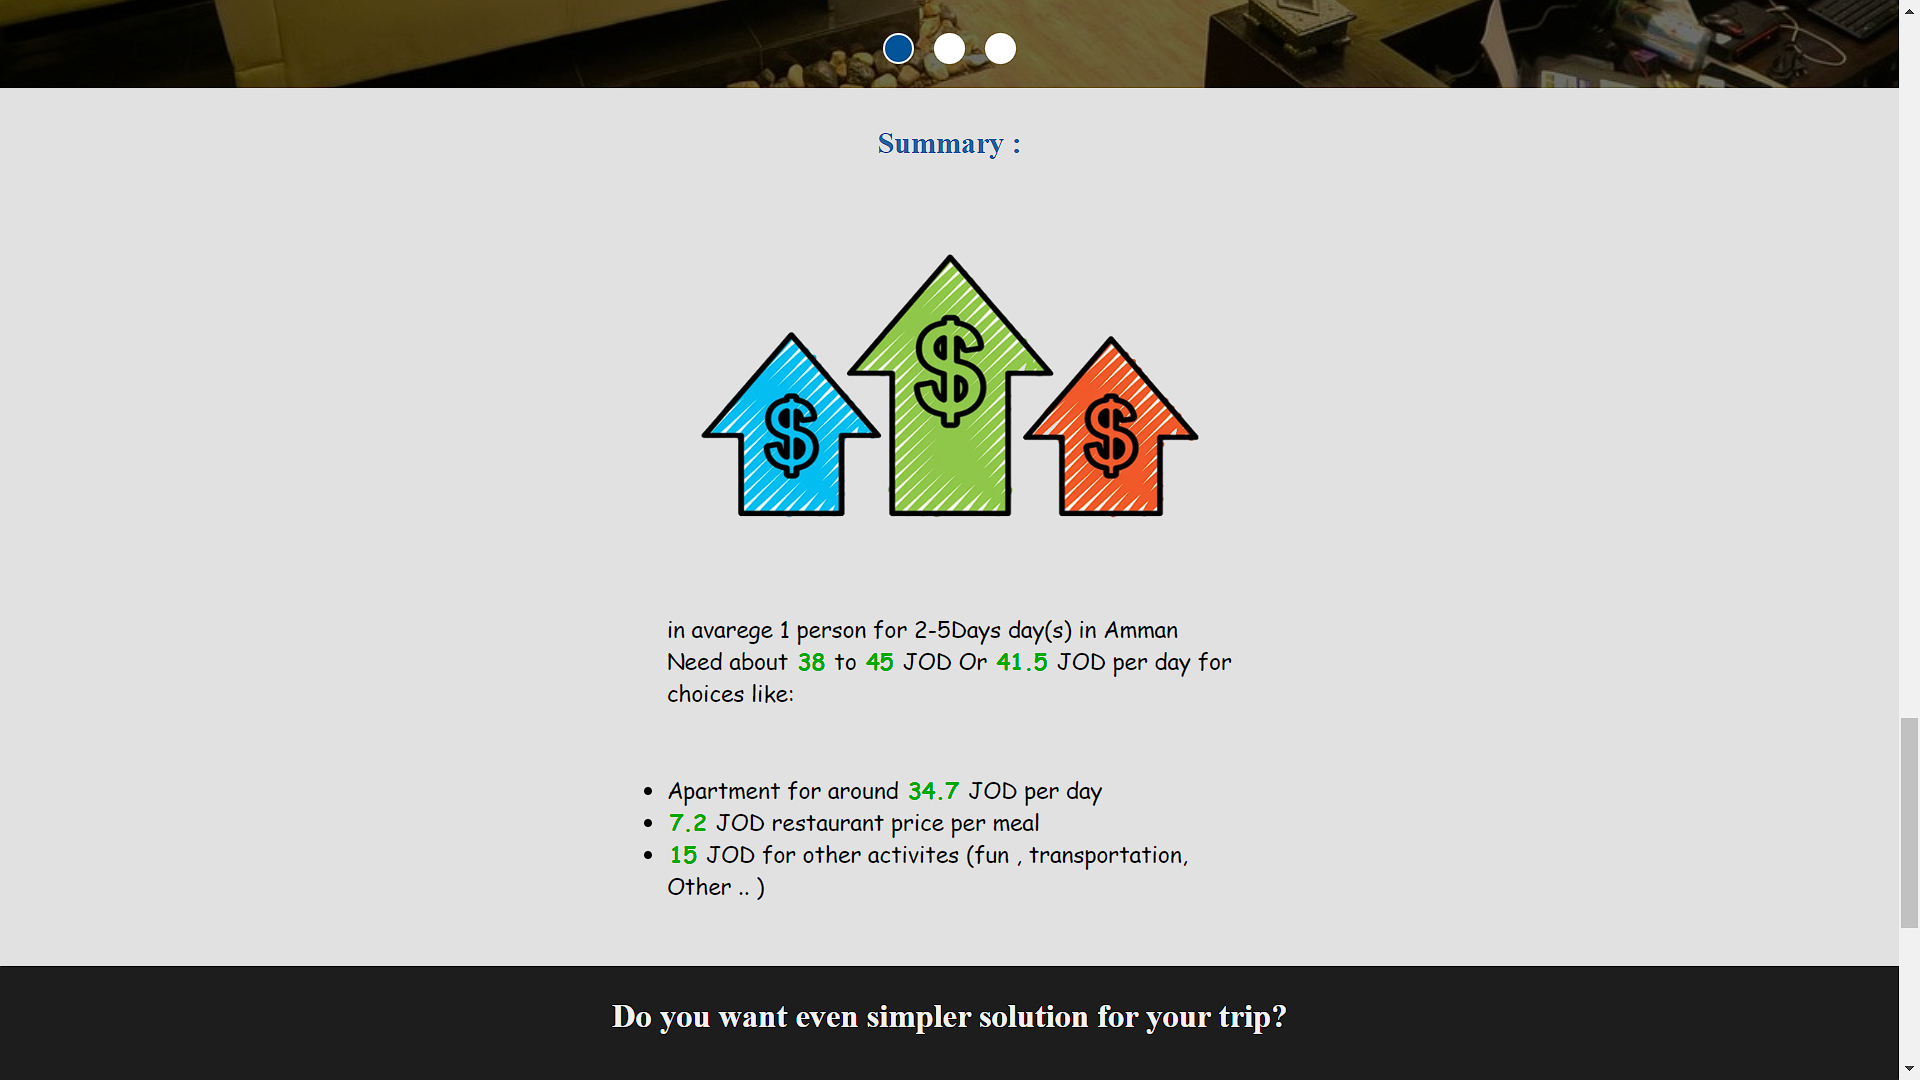 Summary :
$
$
$
in avarege 1 person for 2-5Days day(s) in Amman
Need about 38 to 45 JOD Or 41.5 JOD per day for
choices like:
• Apartment for around 34.7 JOD per day
• 7.2 JOD restaurant price per meal
• 15 JOD for other activites (fun , transportation,
Other .. )
Do you want even simpler solution for your trip?